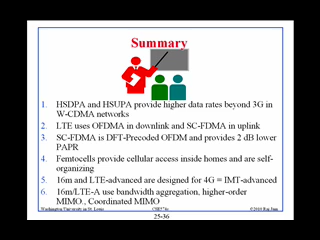 Summary
1. HSDPA and HSUPA provide higher data rates beyond 3G in
W-CDMA networks
2. LTE uses OFDMA in downlink and SC-FDMA in uplink
3. SC-FDMA is DFT-Precoded OFDM and provides 2 dB lower
PAPR
4. Femtocells provide cellular access inside homes and are self-
organizing
5. 16m and LTE-advanced are designed for 4G = IMT-advanced
6. 16m/LTE-A use bandwidth aggregation, higher-order
MIMO, Coordinated MIMO
Washington University in St. Louis
©2010 Raj Jain
25-36